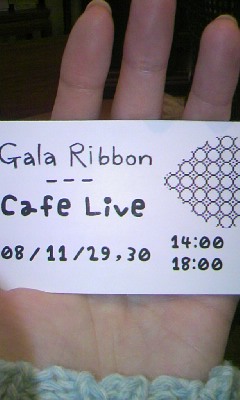 Gala Ribbon
---
Cafe Live
08/11/29,30
14:00
18:00